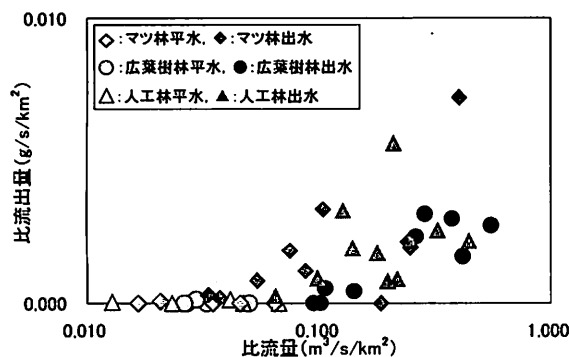 0.010
◇:マツ林平水, ◆:マツ林出水
○:広葉樹林平水, ●:広葉樹林出水
△:人工林平水, ▲:人工林出水
比流出量(g/s/km²)
0.000
0.010 0.100 1.000
比流量(m³/s/km²)